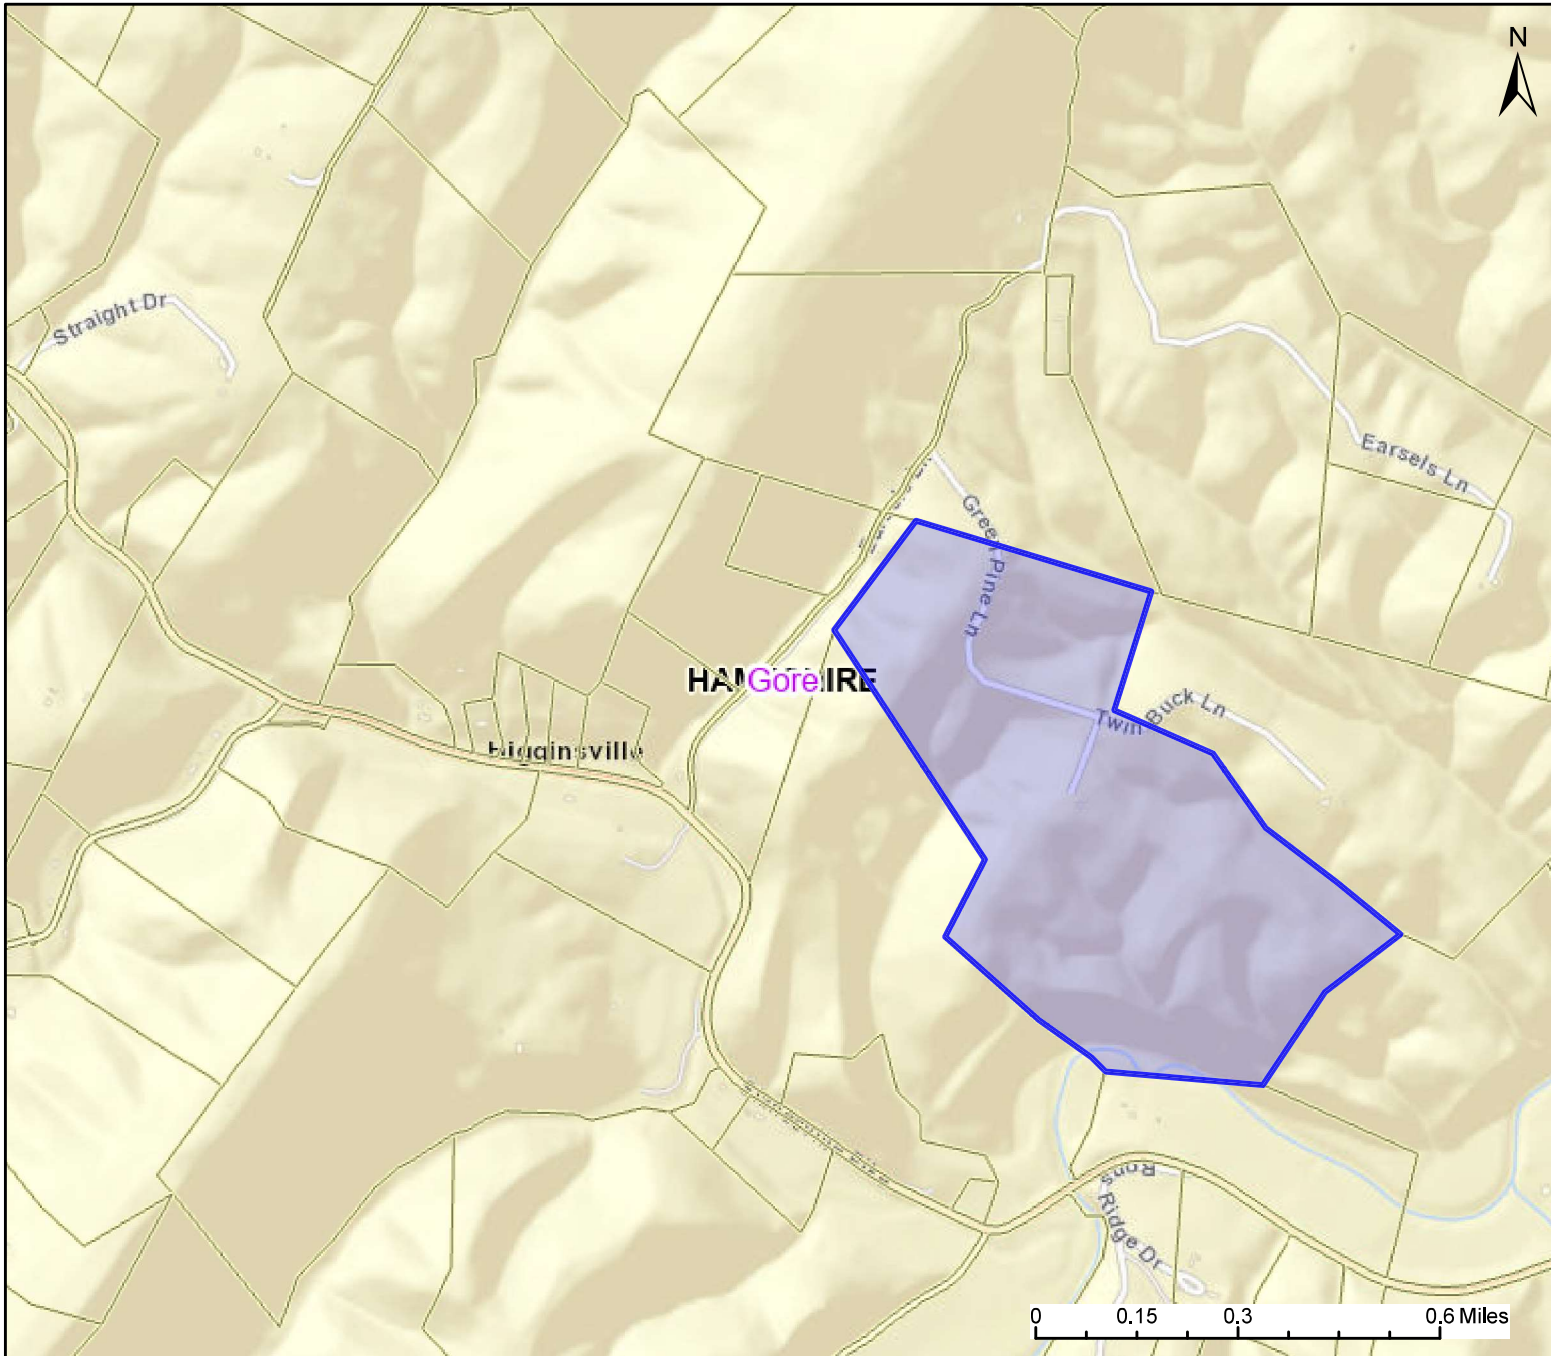 N
Straight Dr
Earsels Ln
Green Pine Ln
Gore
Twin Buck Ln
Higginsville
Rons Ridge Dr
0 0.15 0.3 0.6 Miles